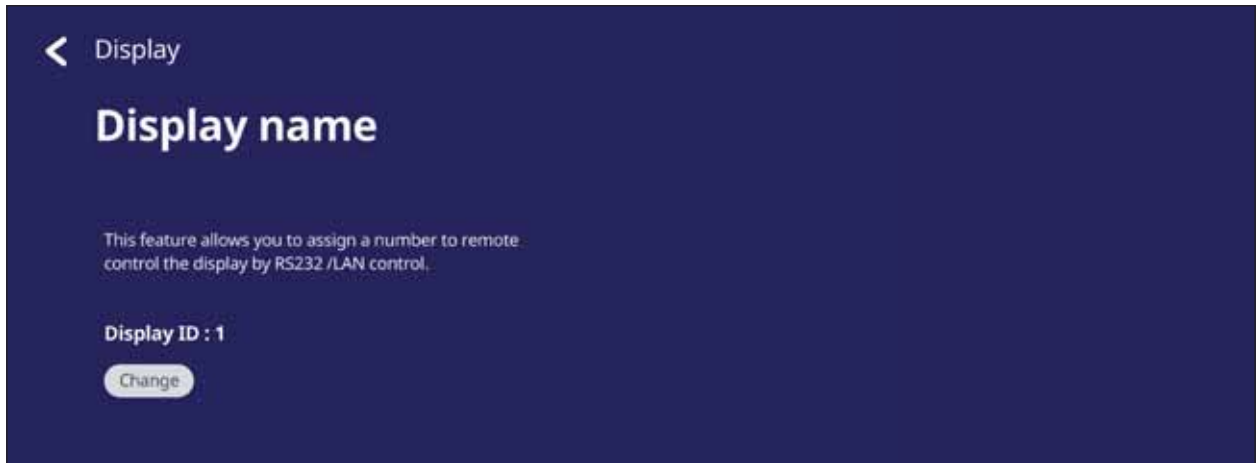 Display
Display name
This feature allows you to assign a number to remote
control the display by RS232 /LAN control.
Display ID : 1
Change